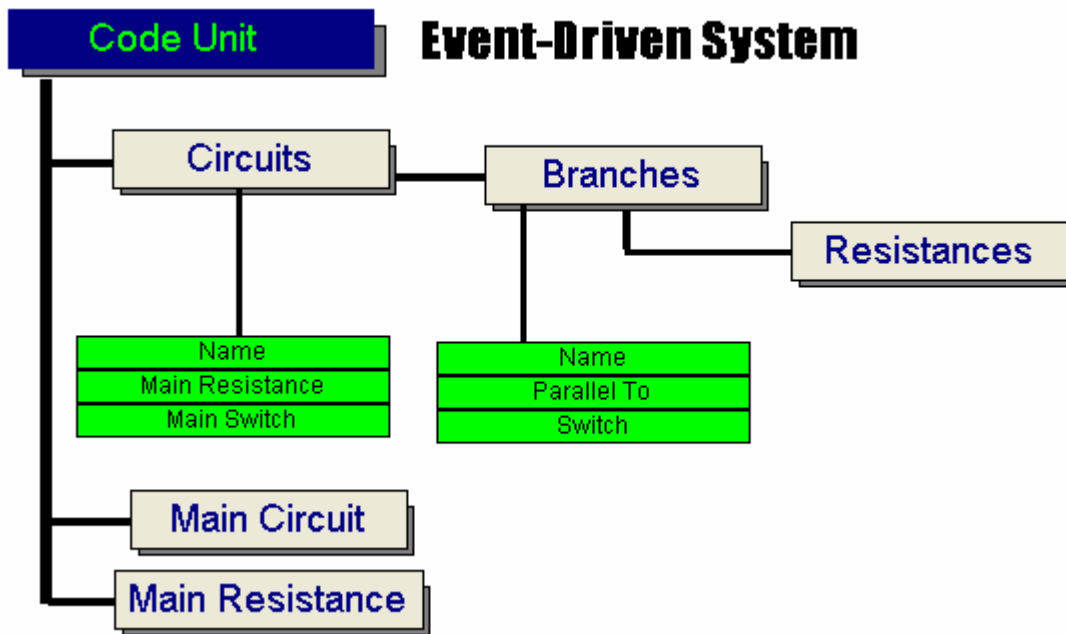 Code Unit
Event-Driven System
Circuits
Branches
Resistances
Name
Main Resistance
Main Switch
Name
Parallel To
Switch
Main Circuit
Main Resistance